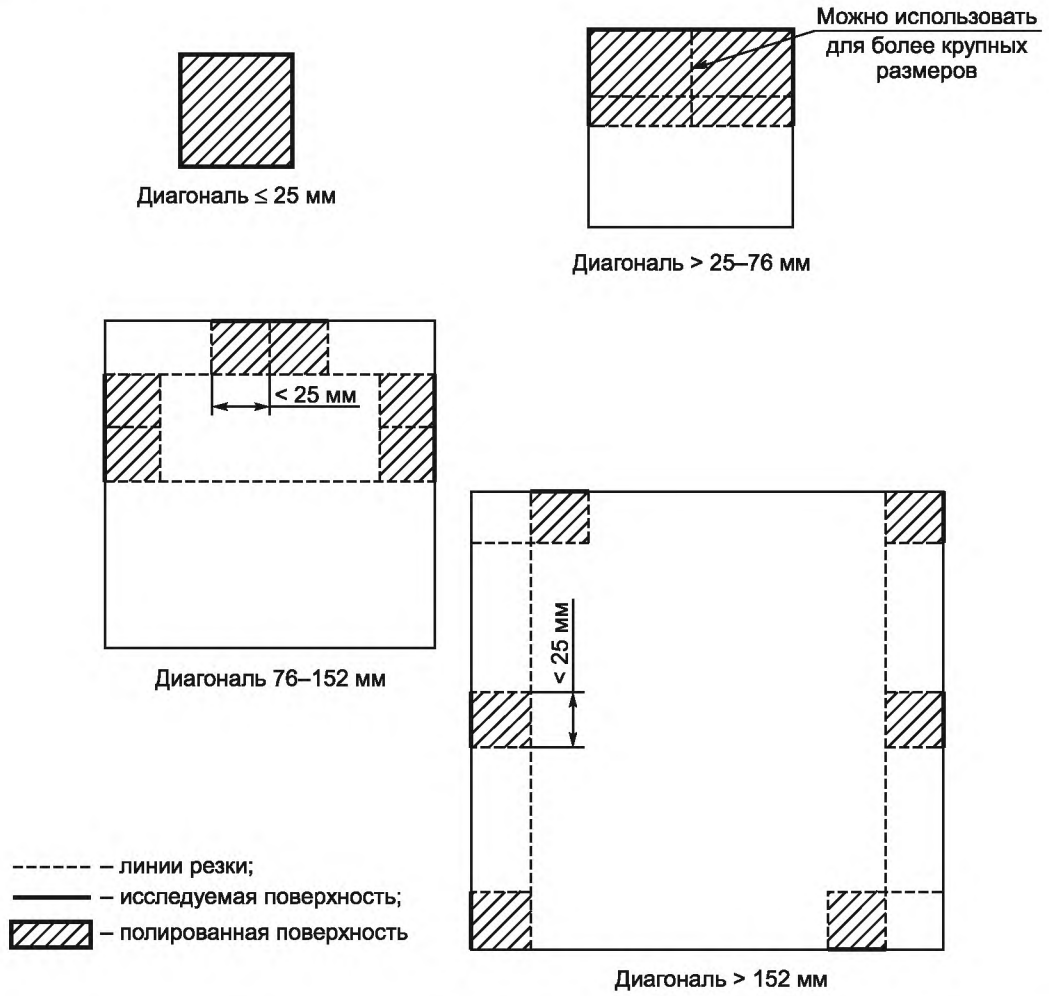 Можно использовать
для более крупных
размеров
Диагональ ≤ 25 мм
Диагональ > 25–76 мм
< 25 мм
Диагональ 76–152 мм
< 25 мм
– линии резки;
– исследуемая поверхность;
– полированная поверхность
Диагональ > 152 мм